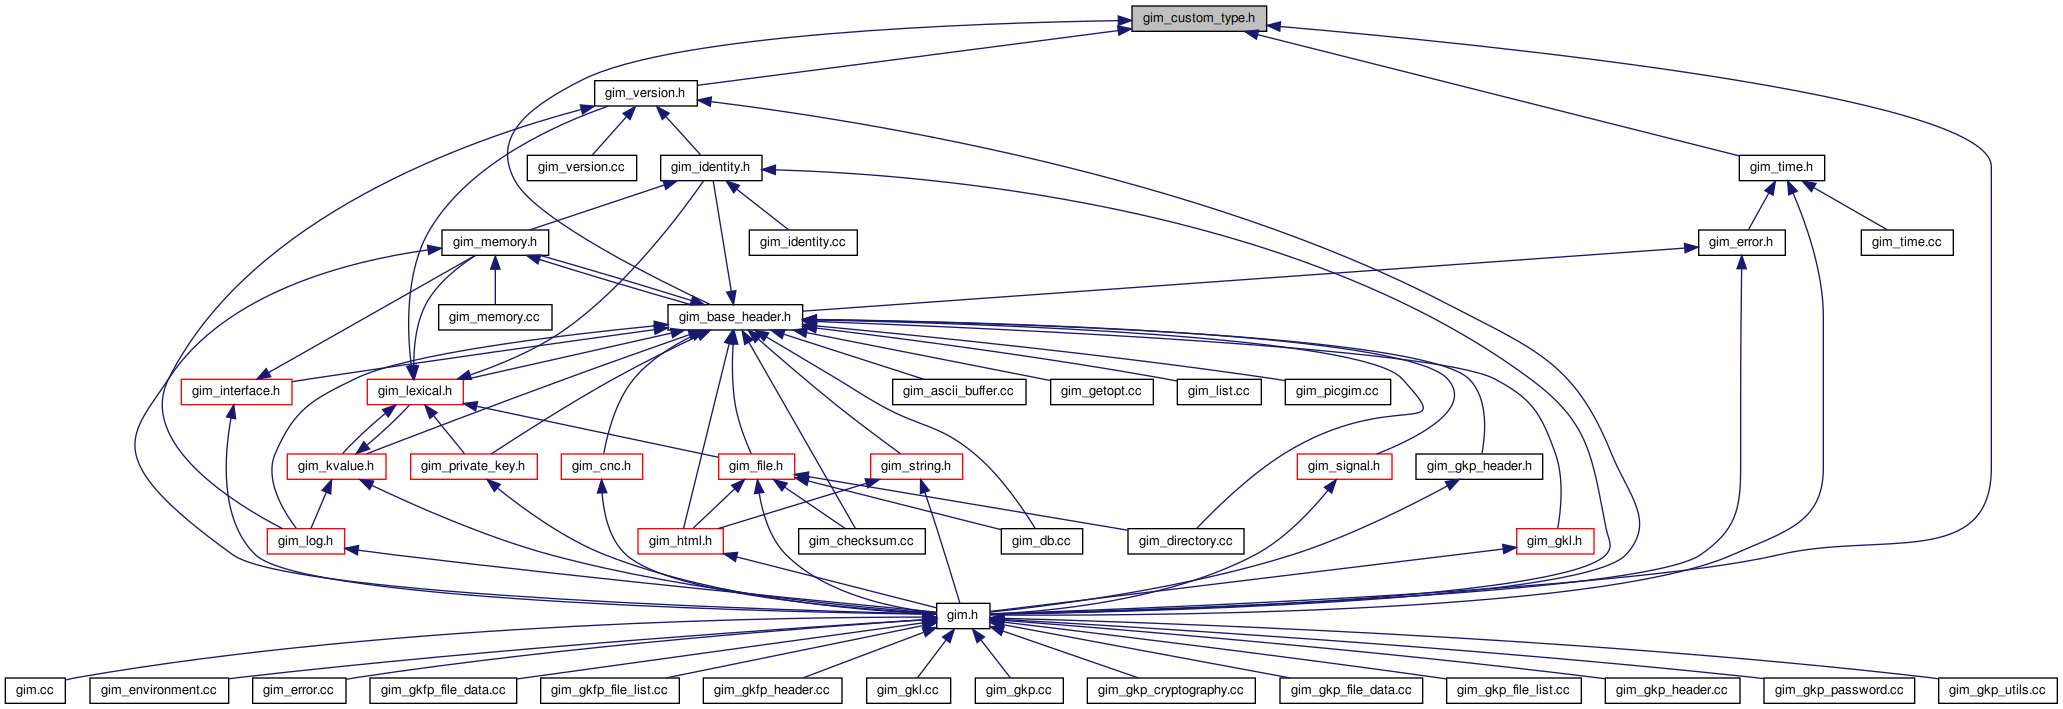 gim_custom_type.h
gim_version.h
gim_version.cc
gim_identity.h
gim_time.h
gim_memory.h
gim_identity.cc
gim_error.h
gim_time.cc
gim_memory.cc
gim_base_header.h
gim_interface.h
gim_lexical.h
gim_ascii_buffer.cc
gim_getopt.cc
gim_list.cc
gim_picgim.cc
gim_kvalue.h
gim_private_key.h
gim_cnc.h
gim_file.h
gim_string.h
gim_signal.h
gim_gkp_header.h
gim_log.h
gim_html.h
gim_checksum.cc
gim_db.cc
gim_directory.cc
gim_gkl.h
gim.h
gim.cc
gim_environment.cc
gim_error.cc
gim_gkfp_file_data.cc
gim_gkfp_file_list.cc
gim_gkfp_header.cc
gim_gkl.cc
gim_gkp.cc
gim_gkp_cryptography.cc
gim_gkp_file_data.cc
gim_gkp_file_list.cc
gim_gkp_header.cc
gim_gkp_password.cc
gim_gkp_utils.cc